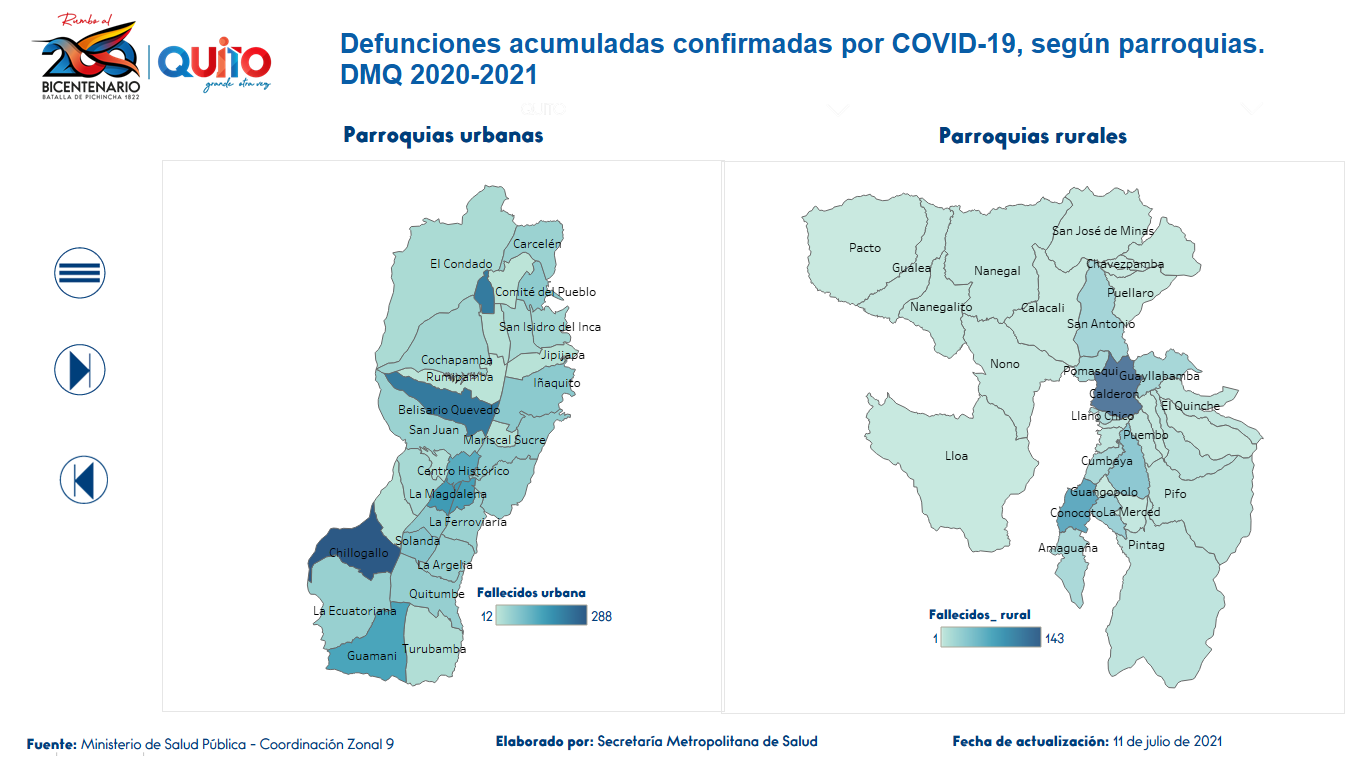 Rumbo al
200
BICENTENARIO
BATALLA DE PICHINCHA 1822
QUITO
grande otra vez
Defunciones acumuladas confirmadas por COVID-19, según parroquias.
DMQ 2020-2021
Parroquias urbanas
Carcelén
El Condado
Comité del Pueblo
San Isidro del Inca
Jipijapa
Cochapamba
Rumipamba
Iñaquito
Belisario Quevedo
San Juan
Mariscal Sucre
Centro Histórico
La Magdalena
La Ferroviaria
Solanda
Chillogallo
La Argelia
Quitumbe
La Ecuatoriana
Turubamba
Guamani
Fallecidos urbana
12 288
Parroquias rurales
San José de Minas
Pacto
Gualea
Nanegal
Chavezpamba
Puellaro
Nanegalito
Calacali
San Antonio
Nono
Pomasqui
Guayllabamba
Calderon
El Quinche
Llano Chico
Puembo
Lloa
Cumbaya
Guangopolo
Pifo
Conocoto
La Merced
Amaguaña
Pintag
Fallecidos_ rural
1 143
Fuente: Ministerio de Salud Pública - Coordinación Zonal 9
Elaborado por: Secretaría Metropolitana de Salud
Fecha de actualización: 11 de julio de 2021